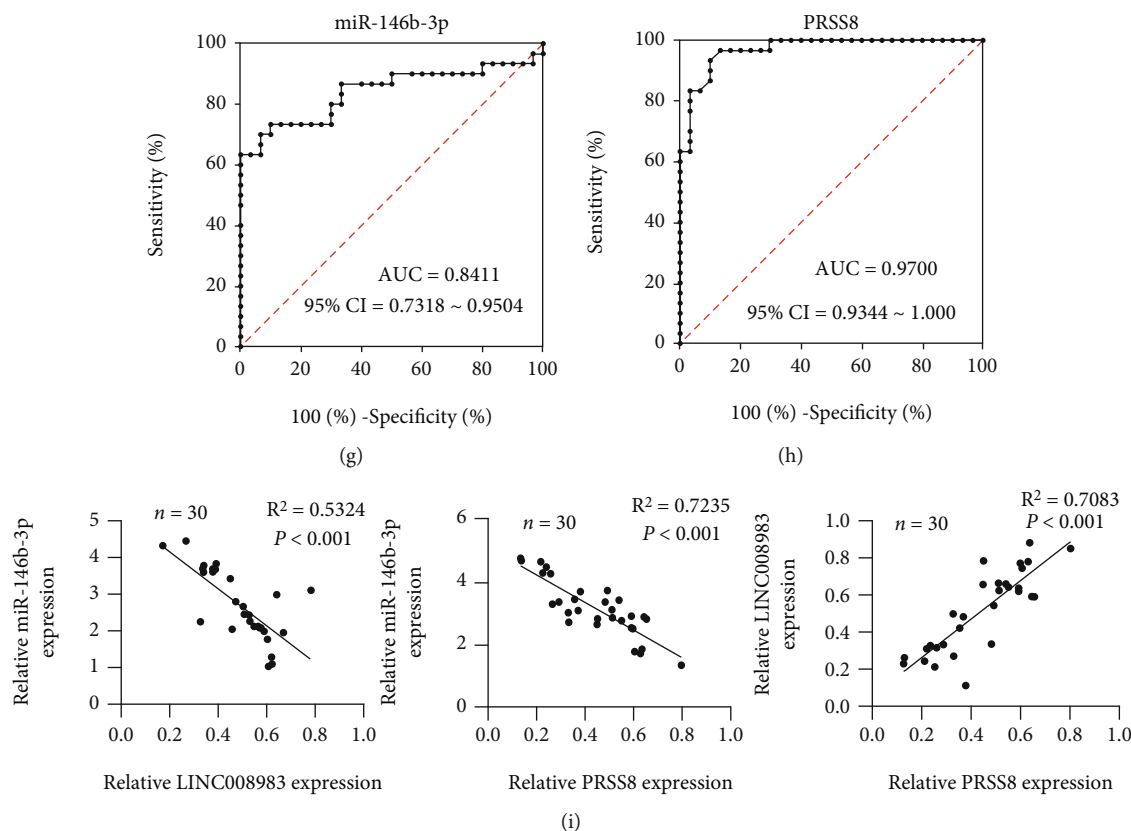 miR-146b-3p
100
80
60
40
20
0
Sensitivity (%)
AUC = 0.8411
95% CI = 0.7318 ~ 0.9504
0 20 40 60 80 100
100 (%) -Specificity (%)
(g)
PRSS8
100
80
60
40
20
0
Sensitivity (%)
AUC = 0.9700
95% CI = 0.9344 ~ 1.000
0 20 40 60 80 100
100 (%) -Specificity (%)
(h)
Relative miR-146b-3p
expression
5
4
3
2
1
0
n = 30
R² = 0.5324
P < 0.001
0.0 0.2 0.4 0.6 0.8 1.0
Relative LINC008983 expression
Relative miR-146b-3p
expression
6
4
2
0
n = 30
R² = 0.7235
P < 0.001
0.0 0.2 0.4 0.6 0.8 1.0
Relative PRSS8 expression
Relative LINC008983
expression
1.0
0.8
0.6
0.4
0.2
0.0
n = 30
R² = 0.7083
P < 0.001
0.0 0.2 0.4 0.6 0.8 1.0
Relative PRSS8 expression
(i)